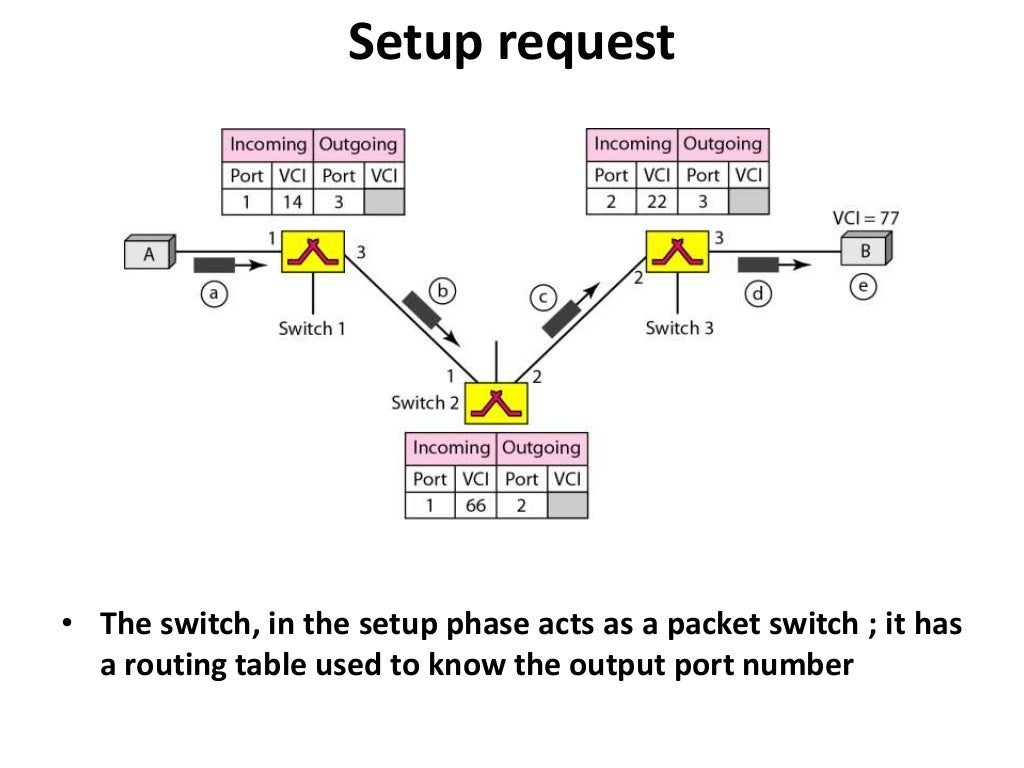 Setup request
Incoming Outgoing
Port VCI Port VCI
1 14 3
Incoming Outgoing
Port VCI Port VCI
2 22 3
VCI = 77
A
1
3
3
B
2
a
b
c
d
e
Switch 1
Switch 3
1
2
Switch 2
Incoming Outgoing
Port VCI Port VCI
1 66 2
• The switch, in the setup phase acts as a packet switch ; it has
a routing table used to know the output port number